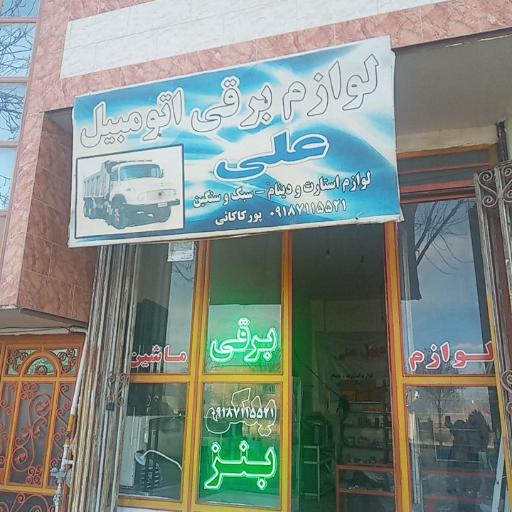 لوازم برقی اتومبیل
علی
لوازم استارت و دینام – سبک و سنگین
۰۹۱۸۷۱۱۵۵۲۱ پورکاکانی
لوازم برقی ماشین
۰۹۱۸۷۱۱۵۵۲۱
بنز